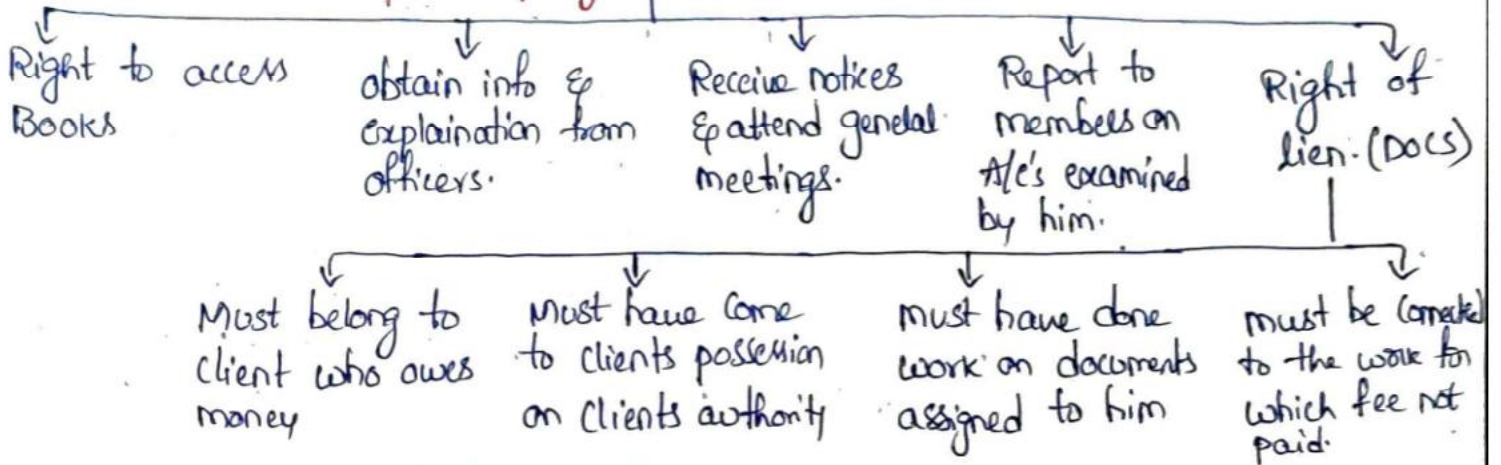 Right to access
Books
obtain info &
explaination from
officers.
Receive notices
& attend general
meetings.
Report to
members on
A/c's examined
by him.
Right of
lien. (DOCS)
Must belong to
client who owes
money
Must have come
to clients possession
on clients authority
must have done
work on documents
assigned to him
must be connected
to the work for
which fee not
paid.